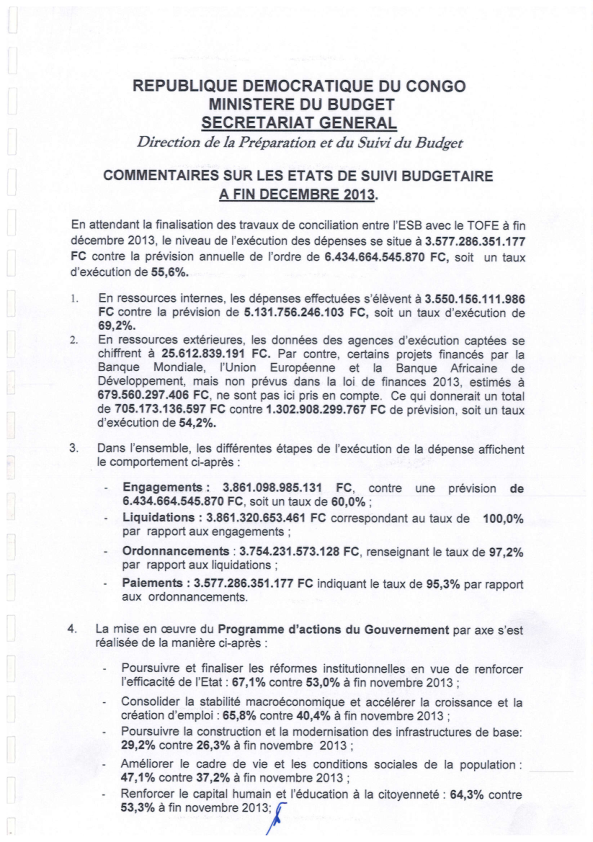 REPUBLIQUE DEMOCRATIQUE DU CONGO
MINISTERE DU BUDGET
SECRETARIAT GENERAL
Direction de la Préparation et du Suivi du Budget
COMMENTAIRES SUR LES ETATS DE SUIVI BUDGETAIRE
A FIN DECEMBRE 2013.
En attendant la finalisation des travaux de conciliation entre l'ESB avec le TOFE à fin
décembre 2013, le niveau de l'exécution des dépenses se situe à 3.577.286.351.177
FC contre la prévision annuelle de l'ordre de 6.434.664.545.870 FC, soit un taux
d'exécution de 55,6%.
1. En ressources internes, les dépenses effectuées s'élèvent à 3.550.156.111.986
FC contre la prévision de 5.131.756.246.103 FC, soit un taux d'exécution de
69,2%.
2. En ressources extérieures, les données des agences d'exécution captées se
chiffrent à 25.612.839.191 FC. Par contre, certains projets financés par la
Banque Mondiale, l'Union Européenne et la Banque Africaine de
Développement, mais non prévus dans la loi de finances 2013, estimés à
679.560.297.406 FC, ne sont pas ici pris en compte. Ce qui donnerait un total
de 705.173.136.597 FC contre 1.302.908.299.767 FC de prévision, soit un taux
d'exécution de 54,2%.
3. Dans l'ensemble, les différentes étapes de l'exécution de la dépense affichent
le comportement ci-après :
- Engagements : 3.861.098.985.131 FC, contre une prévision de
6.434.664.545.870 FC, soit un taux de 60,0% ;
- Liquidations : 3.861.320.653.461 FC correspondant au taux de 100,0%
par rapport aux engagements ;
- Ordonnancements : 3.754.231.573.128 FC, renseignant le taux de 97,2%
par rapport aux liquidations ;
- Paiements : 3.577.286.351.177 FC indiquant le taux de 95,3% par rapport
aux ordonnancements.
4. La mise en œuvre du Programme d'actions du Gouvernement par axe s'est
réalisée de la manière ci-après :
- Poursuivre et finaliser les réformes institutionnelles en vue de renforcer
l'efficacité de l'Etat : 67,1% contre 53,0% à fin novembre 2013 ;
- Consolider la stabilité macroéconomique et accélérer la croissance et la
création d'emploi : 65,8% contre 40,4% à fin novembre 2013 ;
- Poursuivre la construction et la modernisation des infrastructures de base:
29,2% contre 26,3% à fin novembre 2013 ;
- Améliorer le cadre de vie et les conditions sociales de la population :
47,1% contre 37,2% à fin novembre 2013 ;
- Renforcer le capital humain et l'éducation à la citoyenneté : 64,3% contre
53,3% à fin novembre 2013;